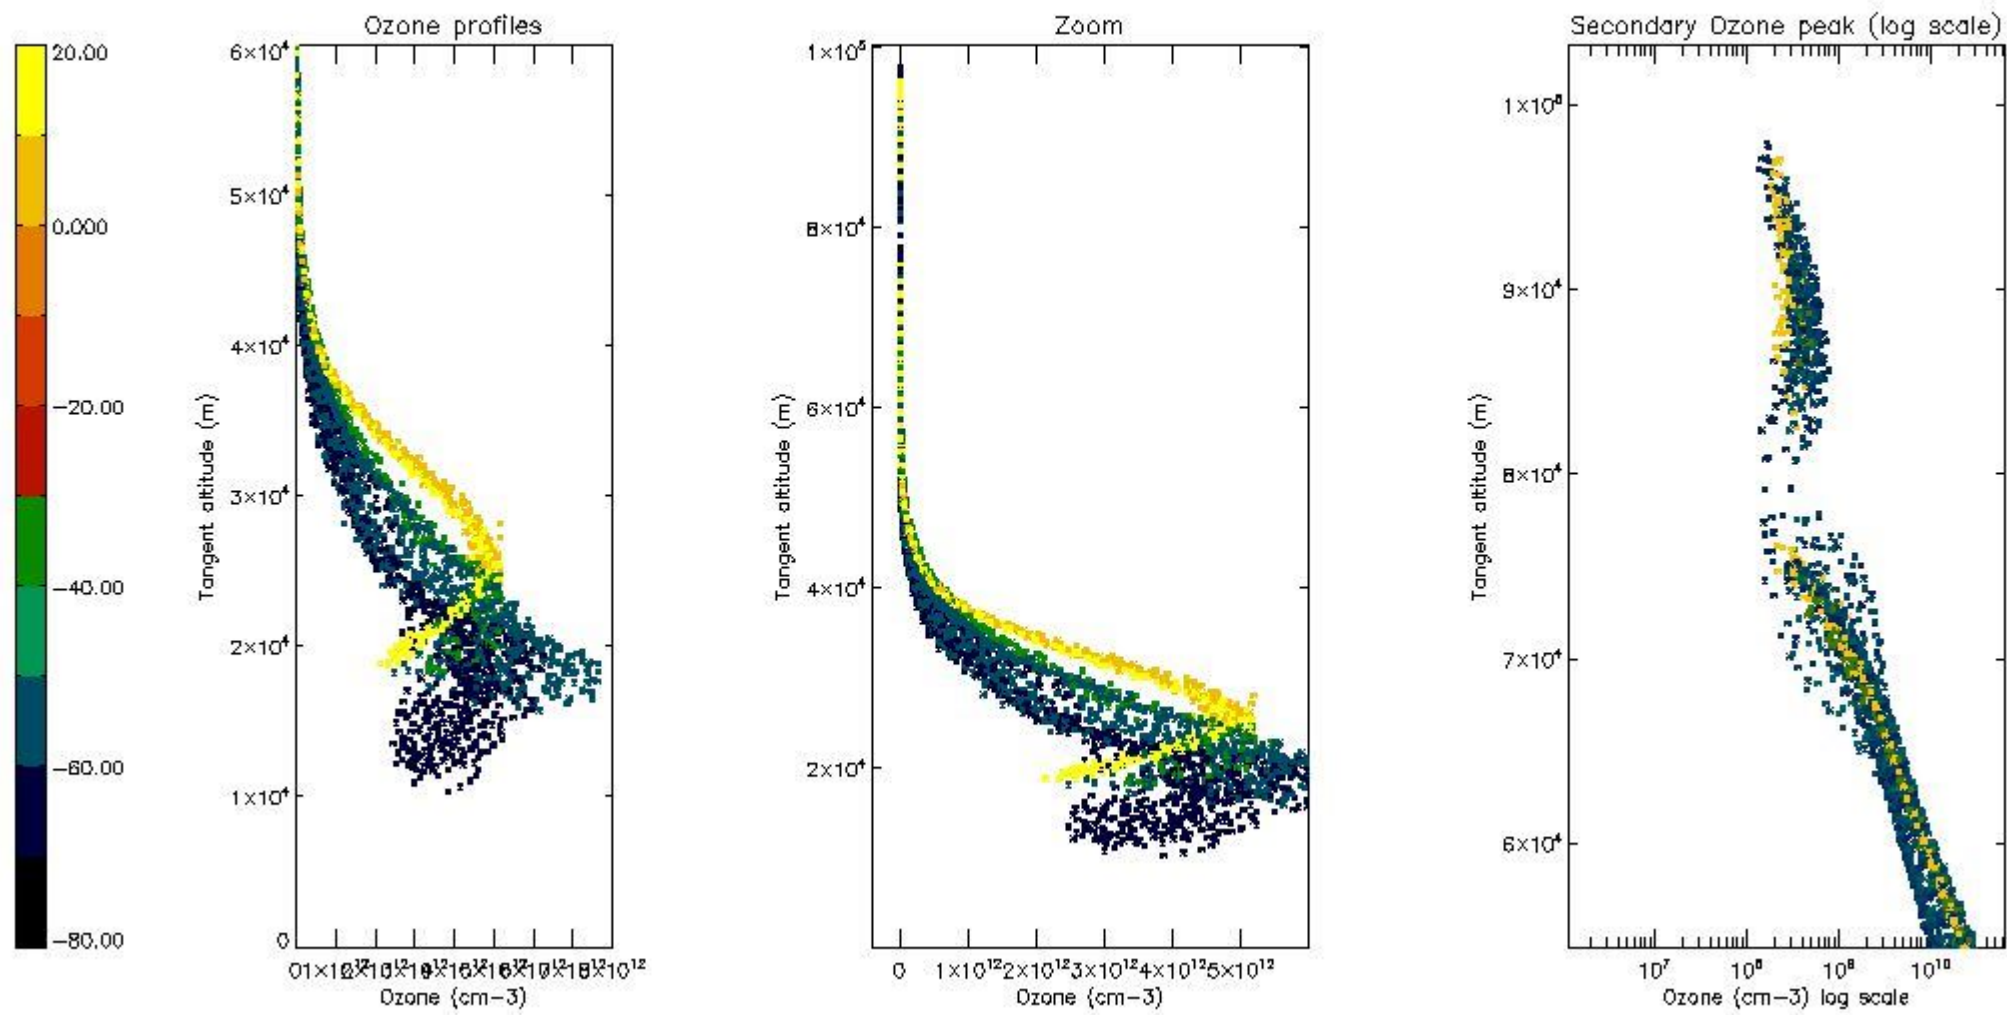 Ozone profiles
Zoom
Secondary Ozone peak (log scale)
20.00
0.000
-20.00
-40.00
-60.00
-80.00
6×10⁴
5×10⁴
4×10⁴
3×10⁴
2×10⁴
1×10⁴
0
Tangent altitude (m)
Ozone (cm-3)
1×10⁵
8×10⁴
6×10⁴
4×10⁴
2×10⁴
Tangent altitude (m)
0 1×10¹² 2×10¹² 3×10¹² 4×10¹² 5×10¹²
Ozone (cm-3)
9×10⁴
8×10⁴
7×10⁴
6×10⁴
Tangent altitude (m)
10⁷ 10⁸ 10⁹ 10¹⁰
Ozone (cm-3) log scale